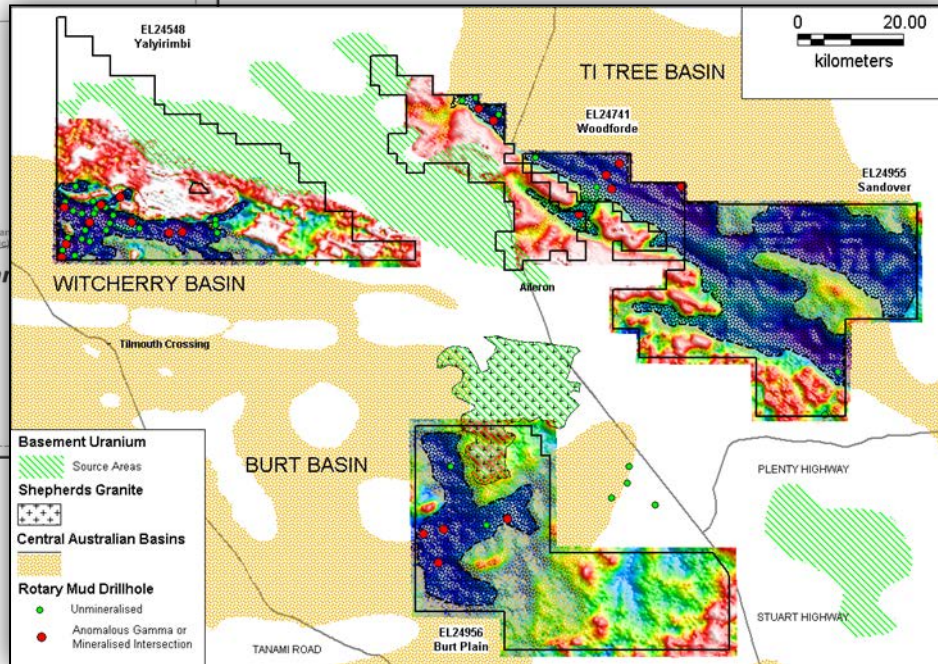 EL24548
Yalyirimbi
0 20.00
kilometers
TI TREE BASIN
EL24741
Woodforde
EL24955
Sandover
WITCHERRY BASIN
Aileron
Tilmouth Crossing
BURT BASIN
PLENTY HIGHWAY
STUART HIGHWAY
EL24956
Burt Plain
TANAMI ROAD
Basement Uranium
Source Areas
Shepherds Granite
Central Australian Basins
Rotary Mud Drillhole
Unmineralised
Anomalous Gamma or
Mineralised Intersection